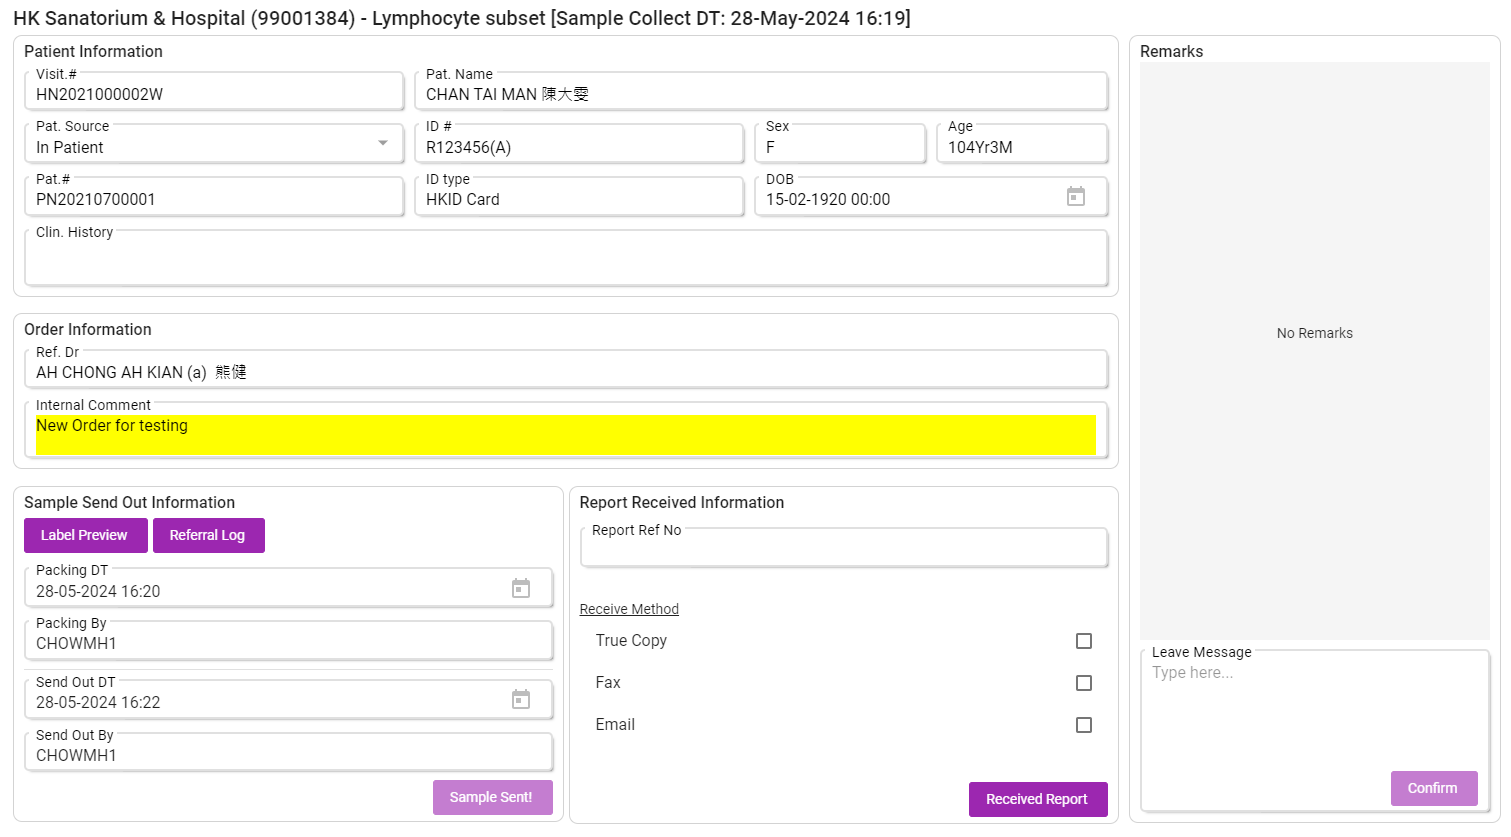 HK Sanatorium & Hospital (99001384) - Lymphocyte subset [Sample Collect DT: 28-May-2024 16:19]
Patient Information
Visit.#
HN2021000002W
Pat. Name
CHAN TAI MAN 陳大雯
Pat. Source
In Patient
ID #
R123456(A)
Sex
F
Age
104Yr3M
Pat.#
PN20210700001
ID type
HKID Card
DOB
15-02-1920 00:00
Clin. History
Order Information
Ref. Dr
AH CHONG AH KIAN (a) 熊健
Internal Comment
New Order for testing
Sample Send Out Information
Label Preview
Referral Log
Packing DT
28-05-2024 16:20
Packing By
CHOWMH1
Send Out DT
28-05-2024 16:22
Send Out By
CHOWMH1
Sample Sent!
Report Received Information
Report Ref No
Receive Method
True Copy
Fax
Email
Received Report
Remarks
No Remarks
Leave Message
Type here...
Confirm